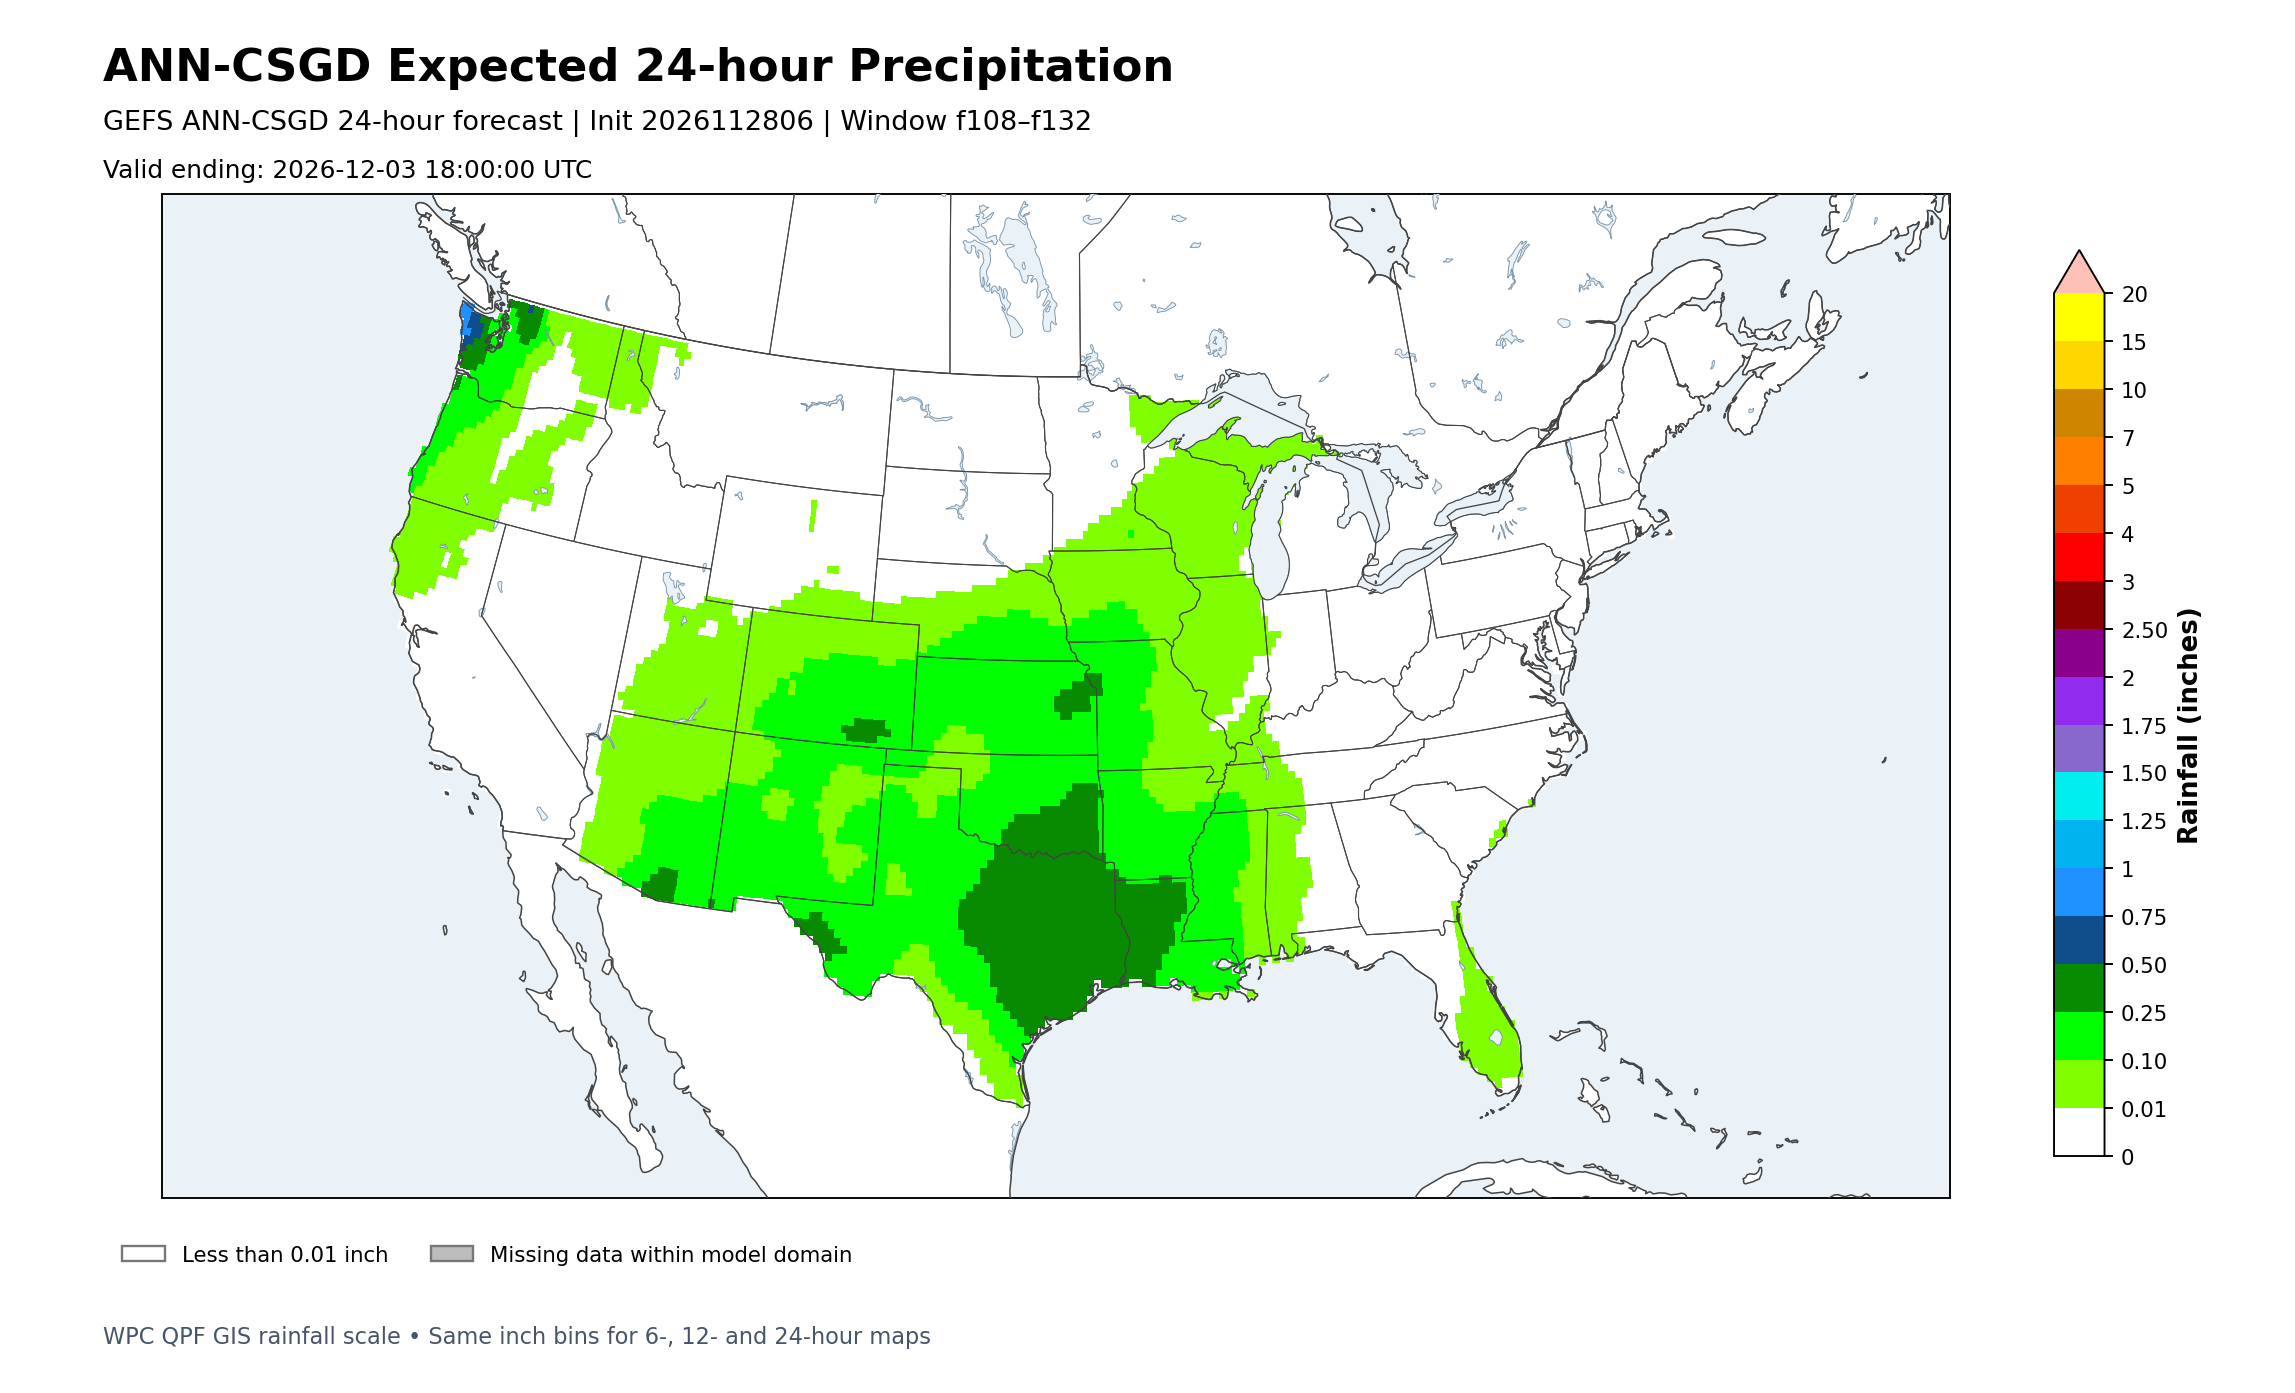 ANN-CSGD Expected 24-hour Precipitation
GEFS ANN-CSGD 24-hour forecast | Init 2026112806 | Window f108–f132
Valid ending: 2026-12-03 18:00:00 UTC
20
15
10
7
5
4
3
2.50
2
1.75
1.50
1.25
1
0.75
0.50
0.25
0.10
0.01
0
Rainfall (inches)
Less than 0.01 inch
Missing data within model domain
WPC QPF GIS rainfall scale • Same inch bins for 6-, 12- and 24-hour maps